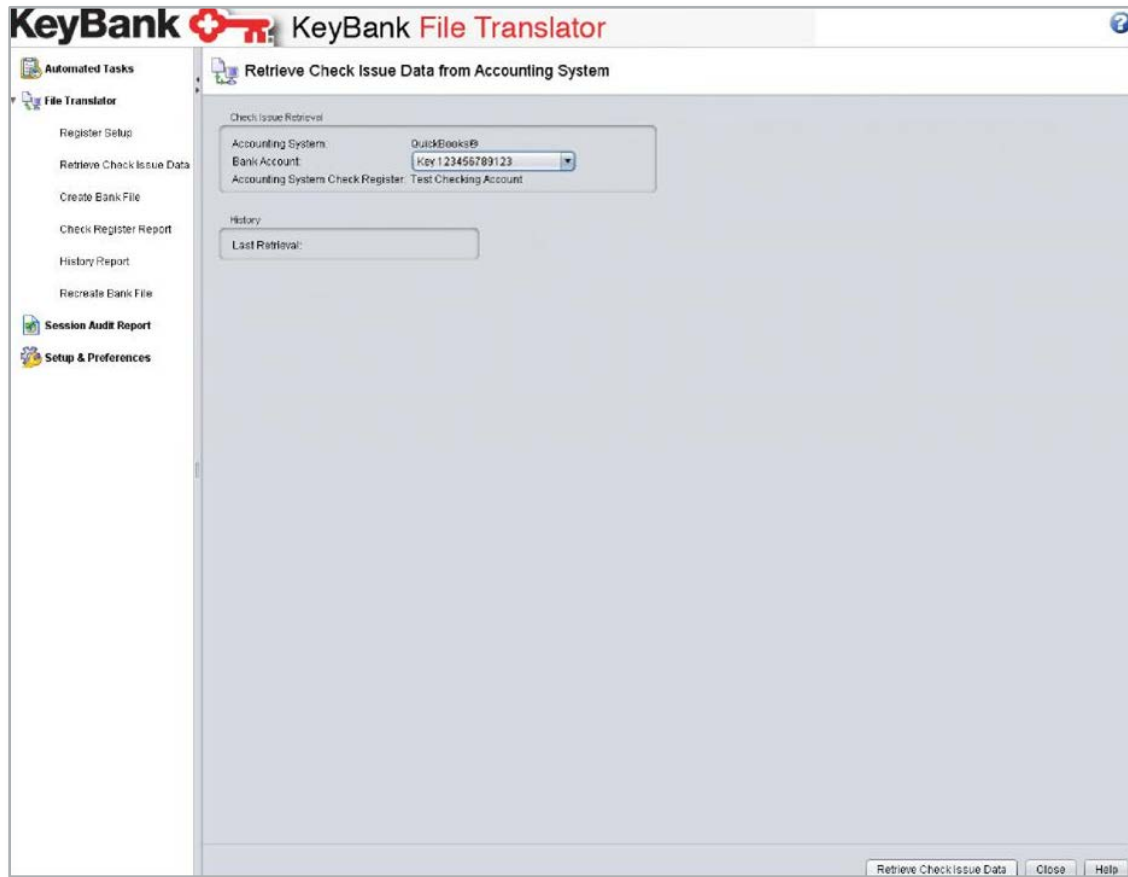 KeyBank KeyBank File Translator
?
Automated Tasks
File Translator
Register Setup
Retrieve Check Issue Data
Create Bank File
Check Register Report
History Report
Recreate Bank File
Session Audit Report
Setup & Preferences
Retrieve Check Issue Data from Accounting System
Check Issue Retrieval
Accounting System: QuickBooks®
Bank Account: Key 123456789123
Accounting System Check Register: Test Checking Account
History
Last Retrieval:
Retrieve Check Issue Data Close Help